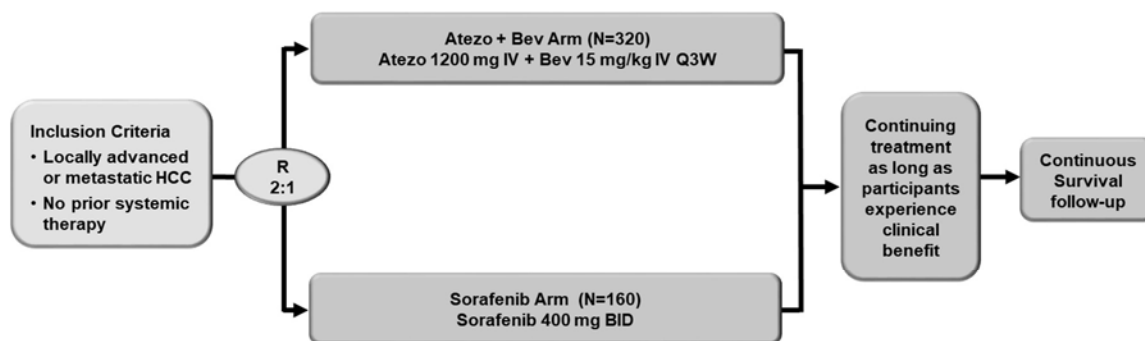 Atezo + Bev Arm (N=320)
Atezo 1200 mg IV + Bev 15 mg/kg IV Q3W
Inclusion Criteria
• Locally advanced
or metastatic HCC
• No prior systemic
therapy
R
2:1
Sorafenib Arm (N=160)
Sorafenib 400 mg BID
Continuing
treatment
as long as
participants
experience
clinical
benefit
Continuous
Survival
follow-up